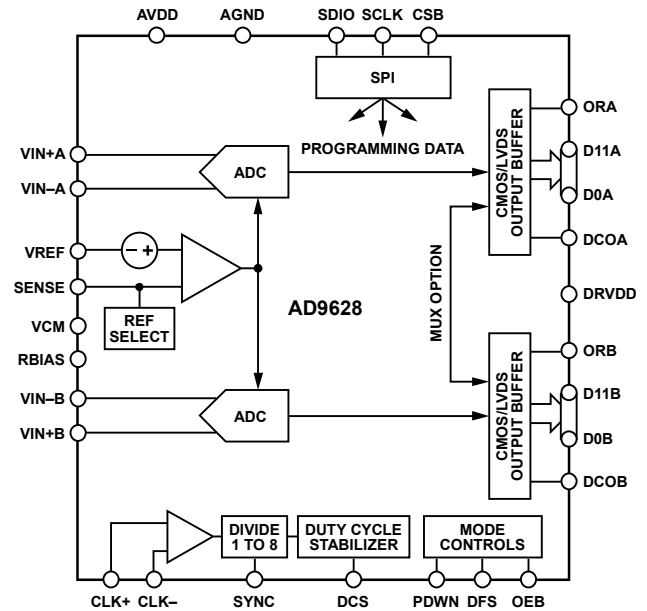 AVDD
AGND
SDIO
SCLK
CSB
SPI
PROGRAMMING DATA
VIN+A
VIN–A
ADC
VREF
– +
SENSE
REF
SELECT
VCM
RBIAS
VIN–B
VIN+B
ADC
AD9628
MUX OPTION
CMOS/LVDS
OUTPUT BUFFER
ORA
D11A
D0A
DCOA
DRVDD
CMOS/LVDS
OUTPUT BUFFER
ORB
D11B
D0B
DCOB
DIVIDE
1 TO 8
DUTY CYCLE
STABILIZER
MODE
CONTROLS
CLK+
CLK–
SYNC
DCS
PDWN
DFS
OEB